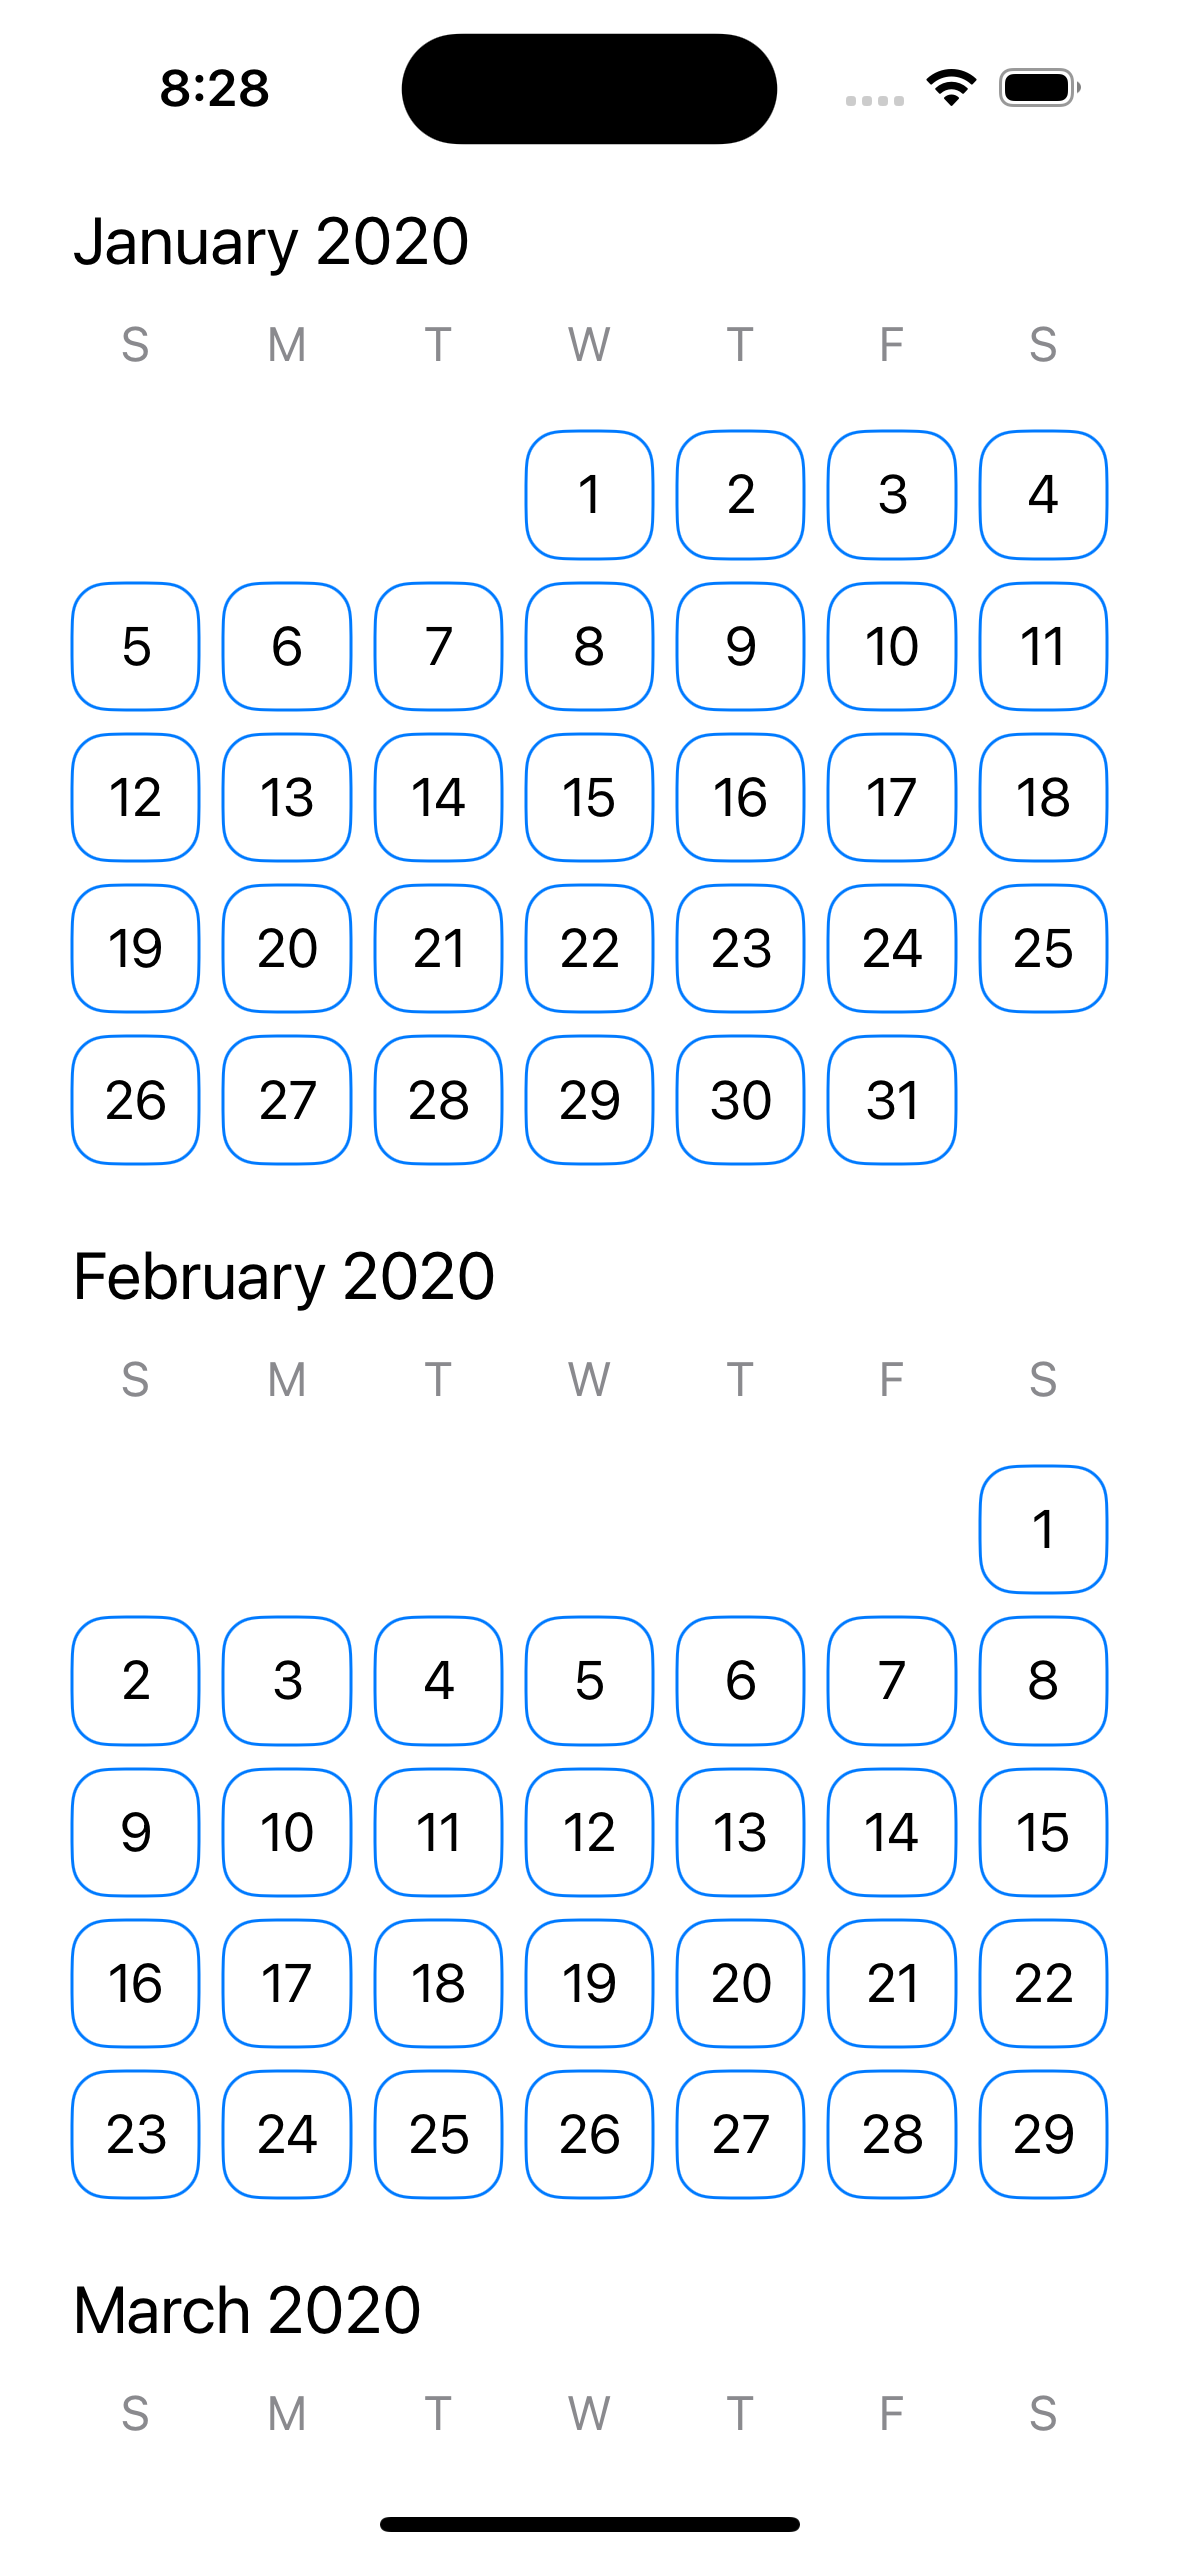 8:28
January 2020
S M T W T F S
1 2 3 4
5 6 7 8 9 10 11
12 13 14 15 16 17 18
19 20 21 22 23 24 25
26 27 28 29 30 31
February 2020
S M T W T F S
1
2 3 4 5 6 7 8
9 10 11 12 13 14 15
16 17 18 19 20 21 22
23 24 25 26 27 28 29
March 2020
S M T W T F S